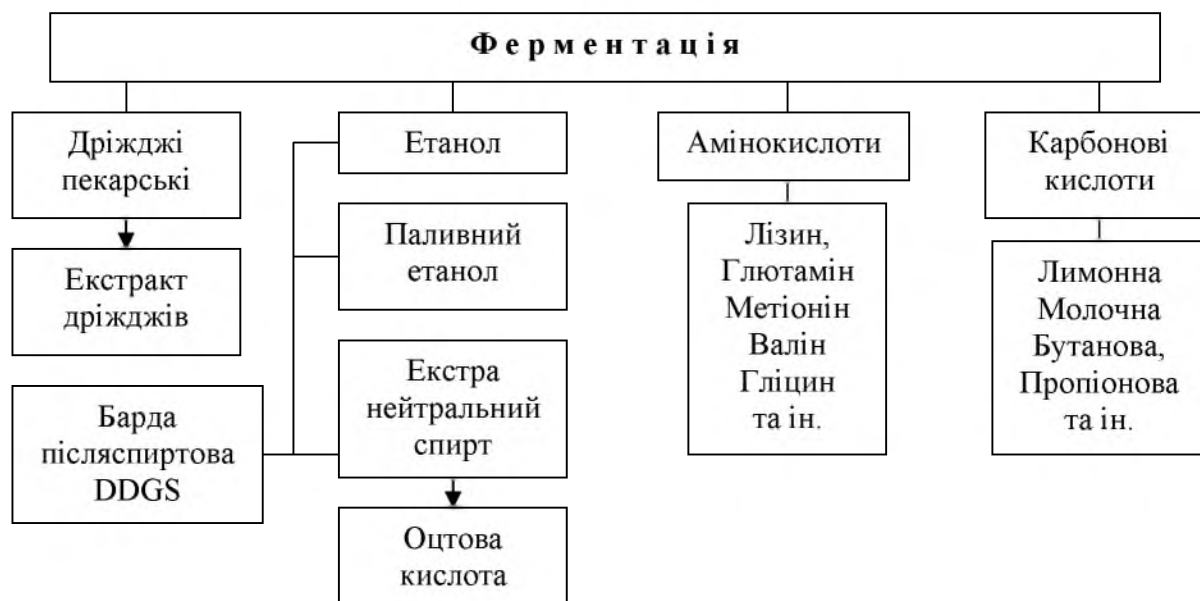 Ферментація
Дріжджі
пекарські
Екстракт
дріжджів
Барда
післяспиртова
DDGS
Етанол
Паливний
етанол
Екстра
нейтральний
спирт
Оцтова
кислота
Амінокислоти
Лізин,
Глютамін
Метіонін
Валін
Гліцин
та ін.
Карбонові
кислоти
Лимонна
Молочна
Бутанова,
Пропіонова
та ін.